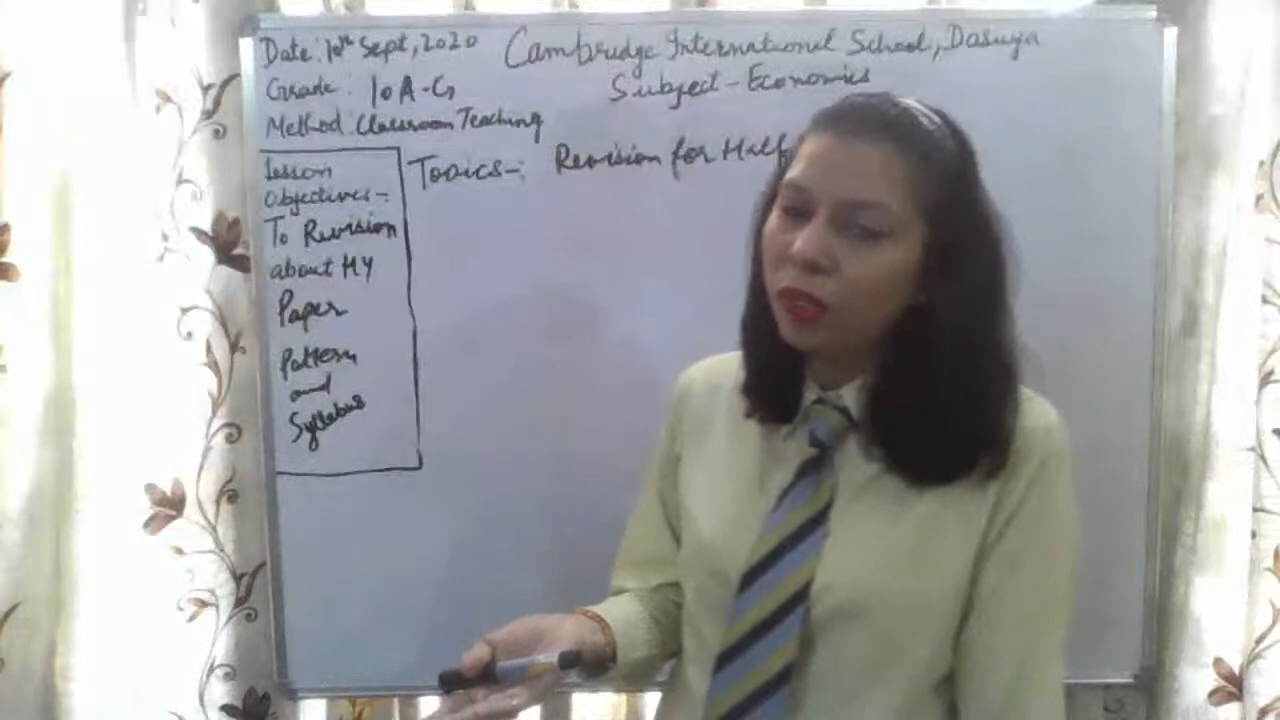 Date: 10th Sept, 2020
Cambridge International School, Dasuya
Grade: 10 A-G
Subject - Economics
Method: Classroom Teaching
Lesson
Objectives-
To Revision
about HY
Paper
Pattern
and
Syllabus
Topics-: Revision for Half